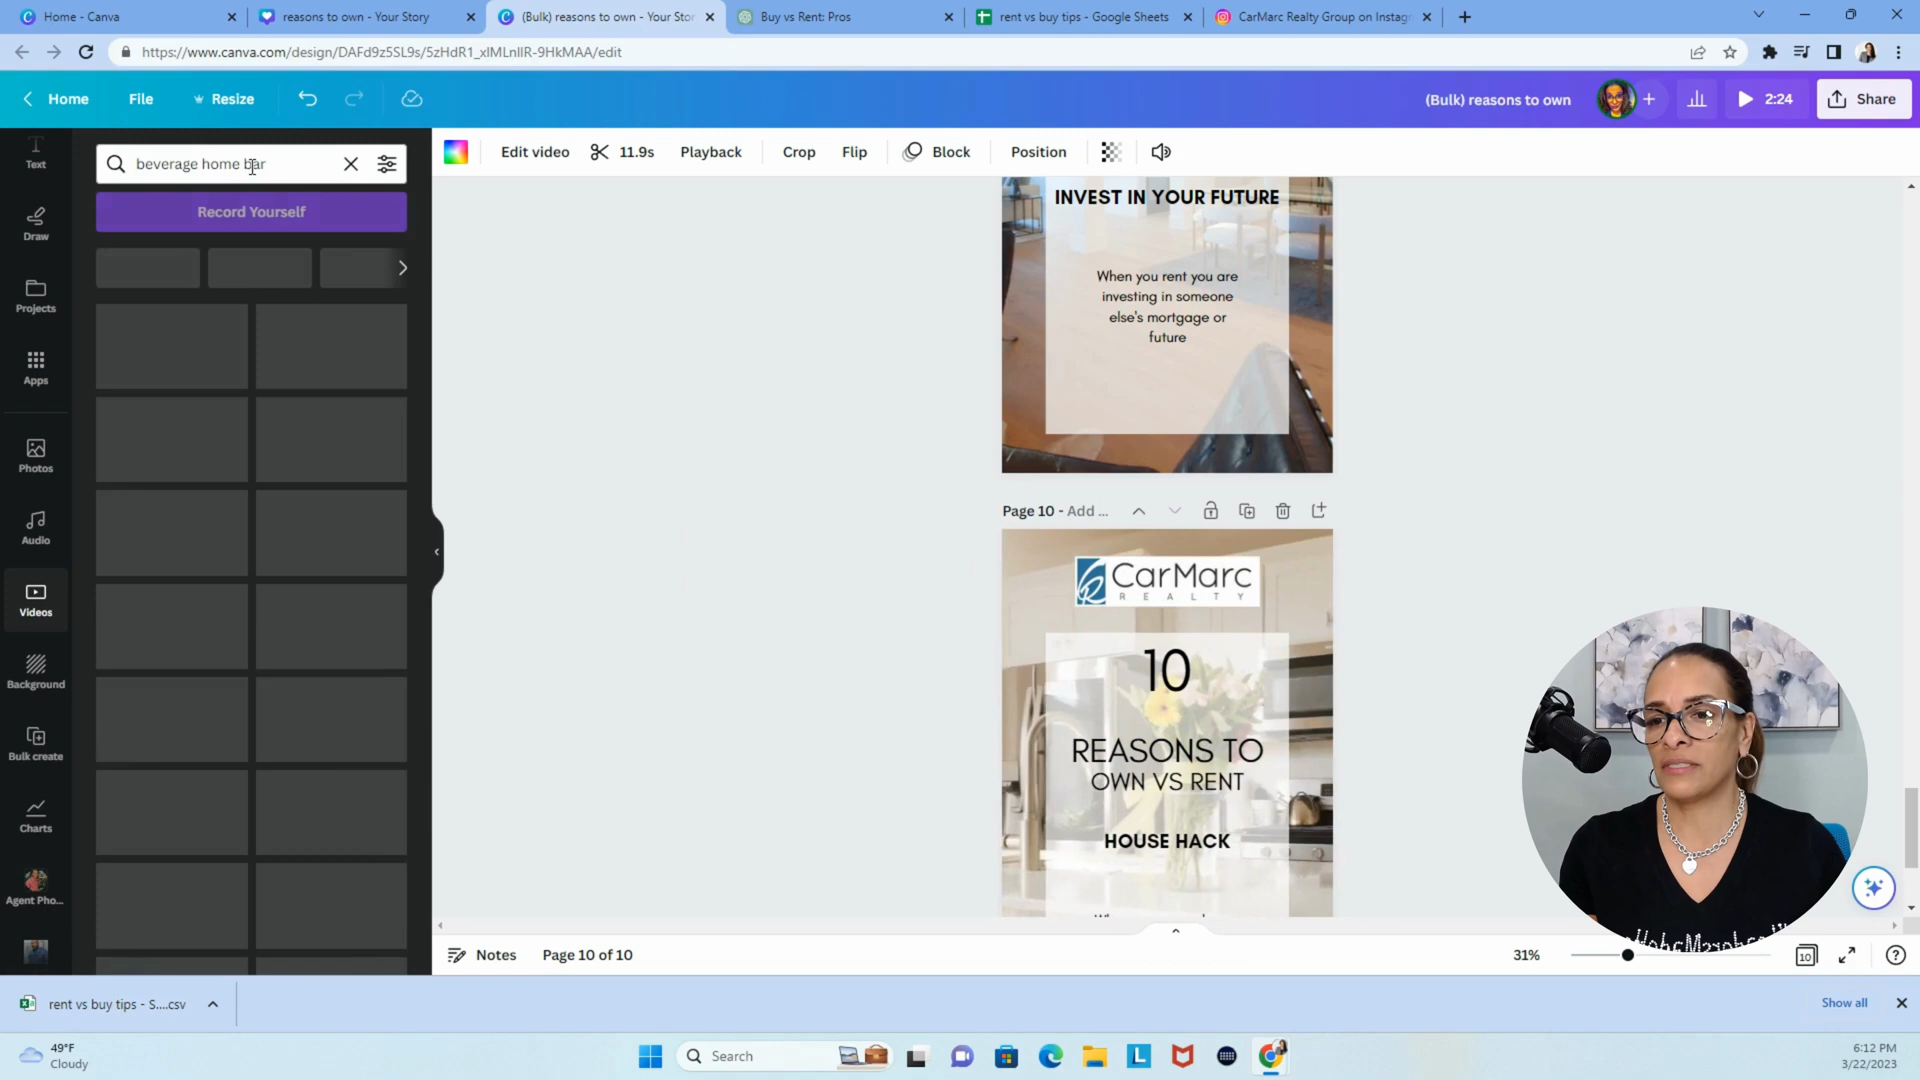 Home - Canva
reasons to own - Your Story
(Bulk) reasons to own - Your Stor
Buy vs Rent: Pros
rent vs buy tips - Google Sheets
CarMarc Realty Group on Instag
https://www.canva.com/design/DAFd9z5SL9s/5zHdR1_xIMLnlIR-9HkMAA/edit
Home
File
Resize
(Bulk) reasons to own
2:24
Share
Text
Draw
Projects
Apps
Photos
Audio
Videos
Background
Bulk create
Charts
Agent Pho...
beverage home bar
Record Yourself
Edit video
11.9s
Playback
Crop
Flip
Block
Position
INVEST IN YOUR FUTURE
When you rent you are
investing in someone
else's mortgage or
future
Page 10 - Add ...
CarMarc
REALTY
10
REASONS TO
OWN VS RENT
HOUSE HACK
Notes
Page 10 of 10
31%
10
rent vs buy tips - S....csv
Show all
49°F
Cloudy
Search
6:12 PM
3/22/2023